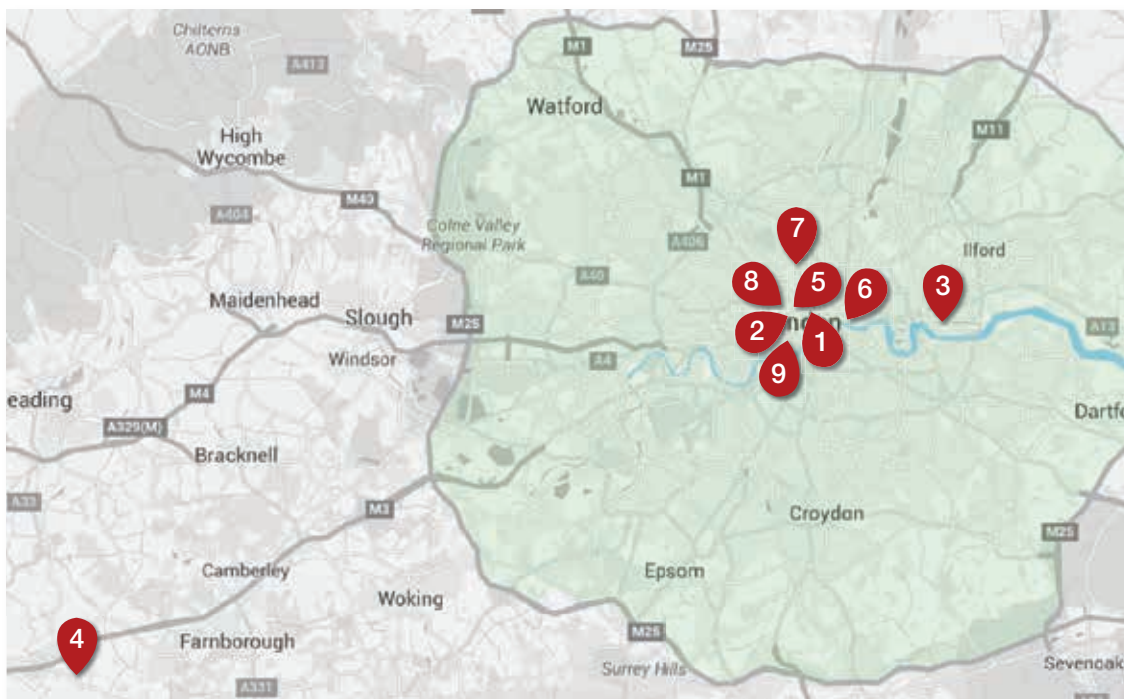 Chilterns
AONB
M1
M25
A413
Watford
High
Wycombe
M11
M1
M40
A404
Colne Valley
Regional Park
A406
7
Ilford
A40
8
5
6
3
Maidenhead
Slough
M25
2
ndon
1
A13
Windsor
A4
9
M4
eading
A329(M)
Dartfo
Bracknell
A33
M3
Croydon
M25
Camberley
Epsom
Woking
4
Farnborough
M25
Surrey Hills
Sevenoak
A331